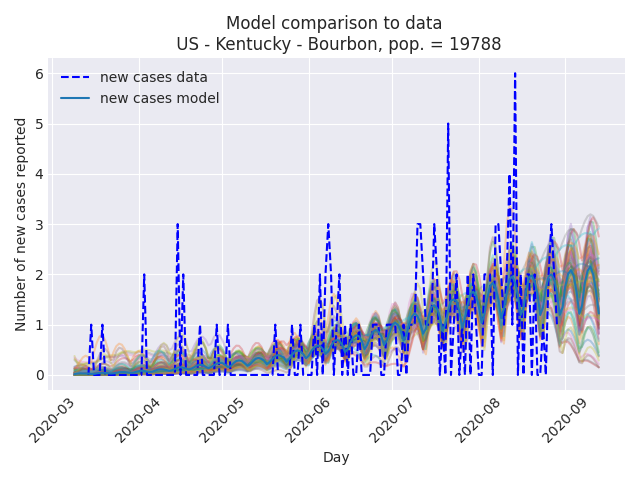 Model comparison to data
US - Kentucky - Bourbon, pop. = 19788
new cases data
new cases model
Number of new cases reported
6
5
4
3
2
1
0
2020-03
2020-04
2020-05
2020-06
2020-07
2020-08
2020-09
Day